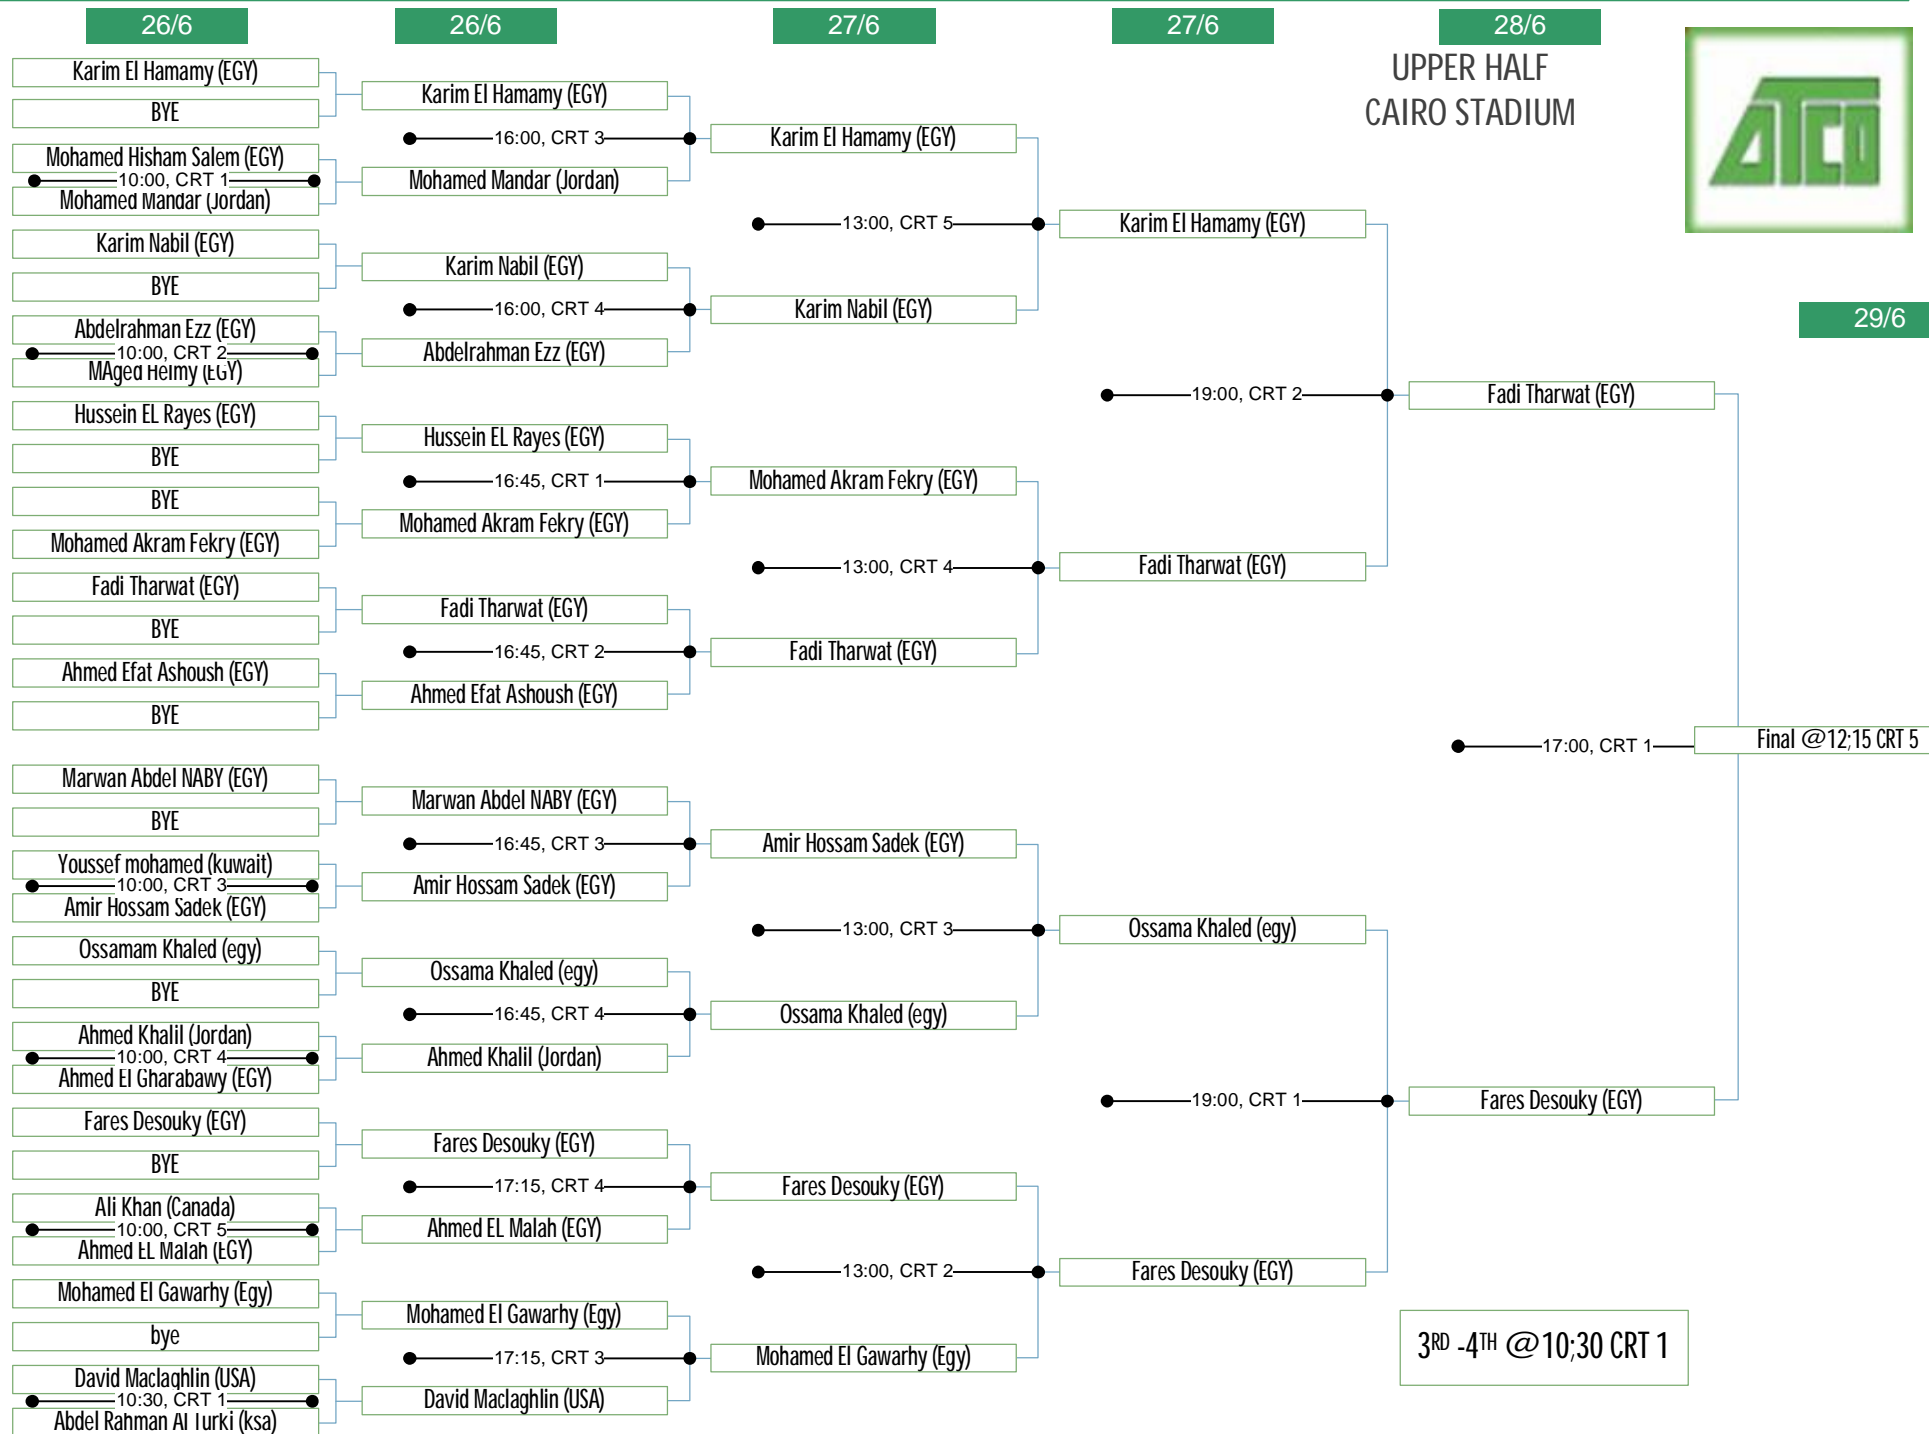 26/6
26/6
27/6
27/6
28/6
UPPER HALF
CAIRO STADIUM
ATCO
29/6
Karim El Hamamy (EGY)
BYE
Mohamed Hisham Salem (EGY)
10:00, CRT 1
Mohamed Mandar (Jordan)
Karim Nabil (EGY)
BYE
Abdelrahman Ezz (EGY)
10:00, CRT 2
MAged Helmy (EGY)
Hussein EL Rayes (EGY)
BYE
BYE
Mohamed Akram Fekry (EGY)
Fadi Tharwat (EGY)
BYE
Ahmed Efat Ashoush (EGY)
BYE
Marwan Abdel NABY (EGY)
BYE
Youssef mohamed (kuwait)
10:00, CRT 3
Amir Hossam Sadek (EGY)
Ossamam Khaled (egy)
BYE
Ahmed Khalil (Jordan)
10:00, CRT 4
Ahmed El Gharabawy (EGY)
Fares Desouky (EGY)
BYE
Ali Khan (Canada)
10:00, CRT 5
Ahmed EL Malah (EGY)
Mohamed El Gawarhy (Egy)
bye
David Maclaghlin (USA)
10:30, CRT 1
Abdel Rahman Al Turki (ksa)
Karim El Hamamy (EGY)
16:00, CRT 3
Mohamed Mandar (Jordan)
Karim Nabil (EGY)
16:00, CRT 4
Abdelrahman Ezz (EGY)
Hussein EL Rayes (EGY)
16:45, CRT 1
Mohamed Akram Fekry (EGY)
Fadi Tharwat (EGY)
16:45, CRT 2
Ahmed Efat Ashoush (EGY)
Marwan Abdel NABY (EGY)
16:45, CRT 3
Amir Hossam Sadek (EGY)
Ossama Khaled (egy)
16:45, CRT 4
Ahmed Khalil (Jordan)
Fares Desouky (EGY)
17:15, CRT 4
Ahmed EL Malah (EGY)
Mohamed El Gawarhy (Egy)
17:15, CRT 3
David Maclaghlin (USA)
Karim El Hamamy (EGY)
13:00, CRT 5
Karim Nabil (EGY)
Mohamed Akram Fekry (EGY)
13:00, CRT 4
Fadi Tharwat (EGY)
Amir Hossam Sadek (EGY)
13:00, CRT 3
Ossama Khaled (egy)
Fares Desouky (EGY)
13:00, CRT 2
Mohamed El Gawarhy (Egy)
Karim El Hamamy (EGY)
19:00, CRT 2
Fadi Tharwat (EGY)
Ossama Khaled (egy)
19:00, CRT 1
Fares Desouky (EGY)
Fadi Tharwat (EGY)
17:00, CRT 1
Fares Desouky (EGY)
Final @12;15 CRT 5
3RD -4TH @10;30 CRT 1